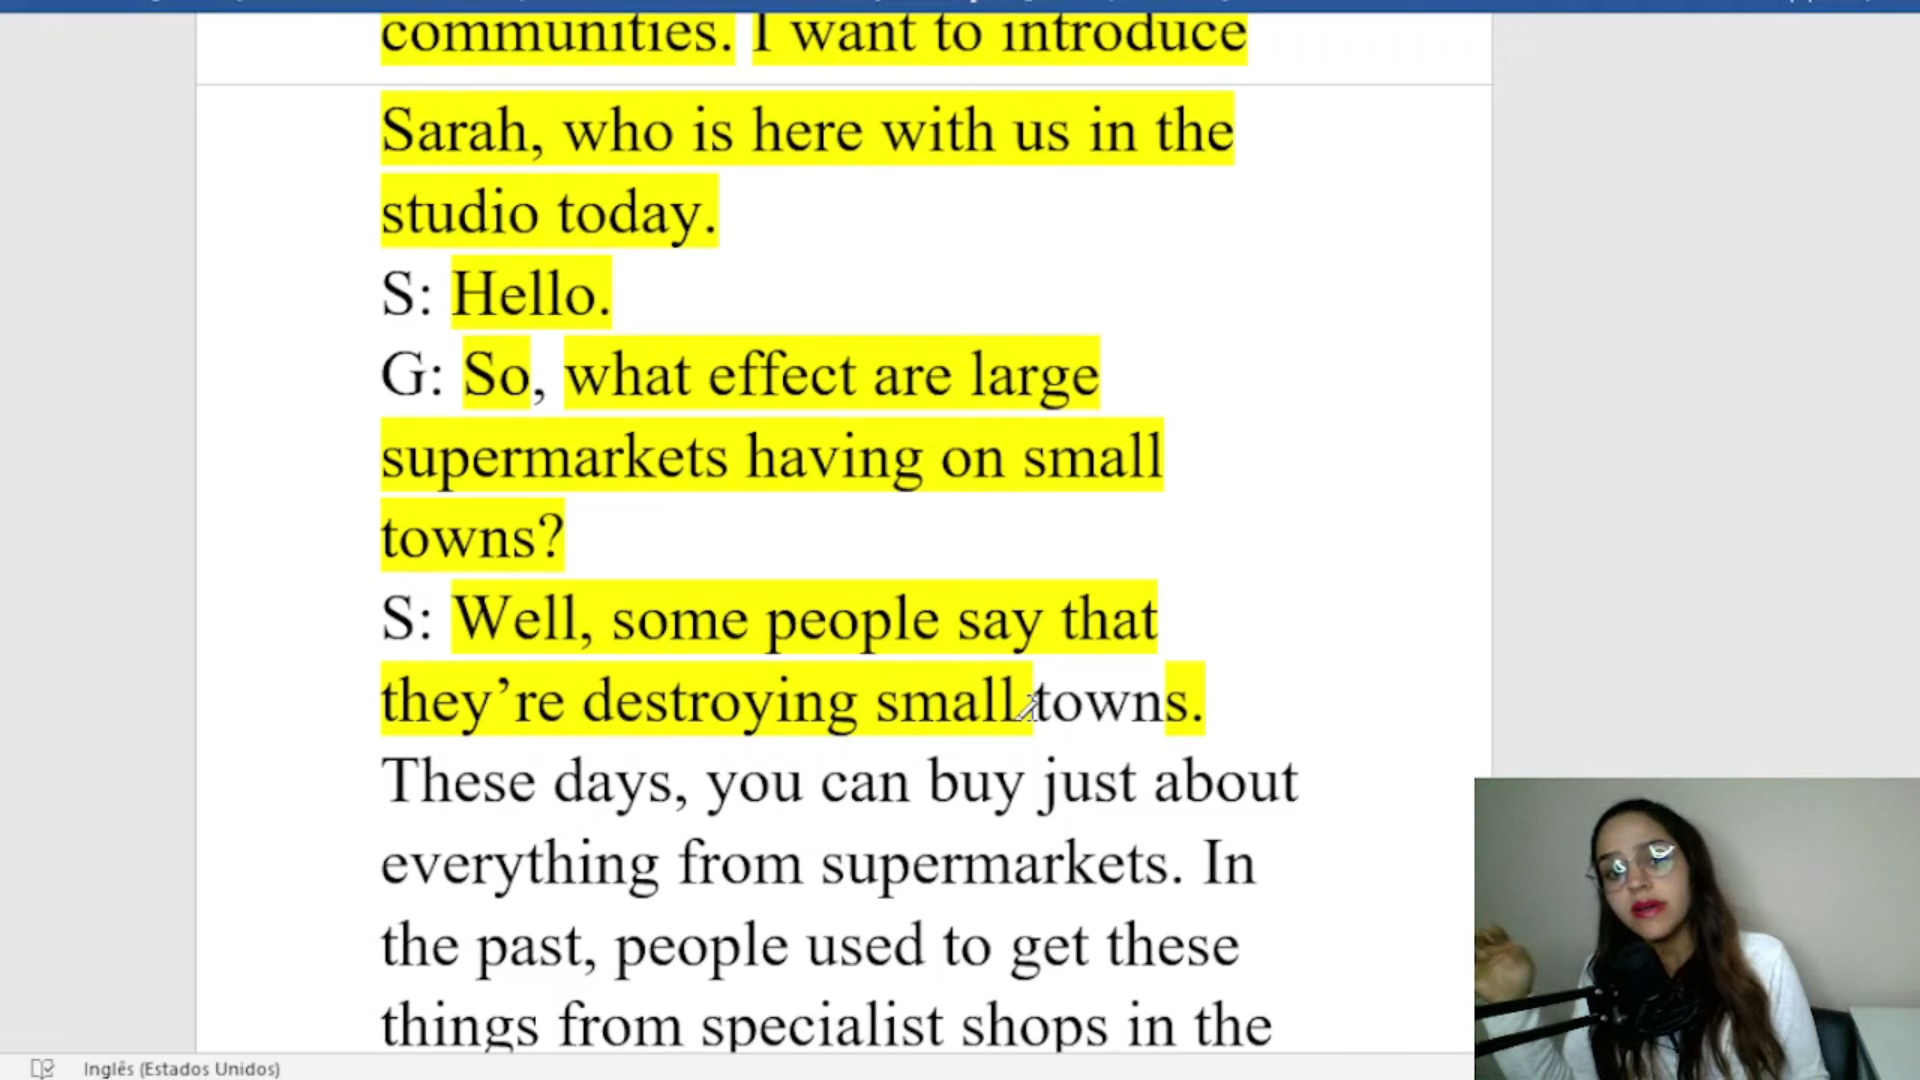 communities. I want to introduce
Sarah, who is here with us in the
studio today.
S: Hello.
G: So, what effect are large
supermarkets having on small
towns?
S: Well, some people say that
they’re destroying small towns.
These days, you can buy just about
everything from supermarkets. In
the past, people used to get these
things from specialist shops in the
Inglês (Estados Unidos)